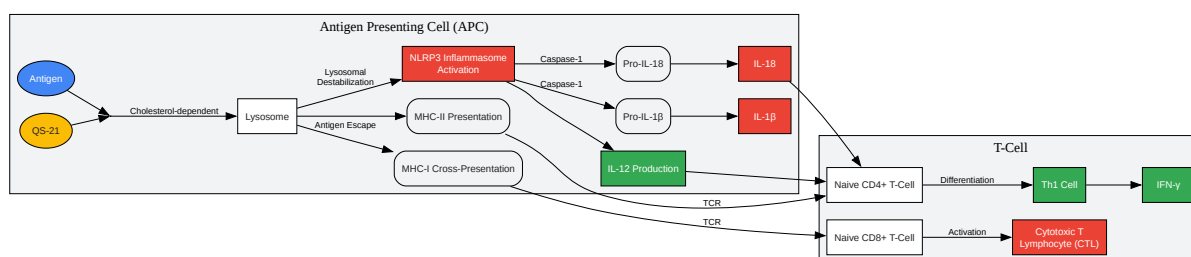 Antigen Presenting Cell (APC)
Antigen
QS-21
Cholesterol-dependent
Lysosome
Lysosomal
Destabilization
Antigen Escape
NLRP3 Inflammasome
Activation
MHC-II Presentation
MHC-I Cross-Presentation
Caspase-1
Caspase-1
Pro-IL-18
Pro-IL-1β
IL-12 Production
IL-18
IL-1β
TCR
TCR
T-Cell
Naive CD4+ T-Cell
Differentiation
Th1 Cell
IFN-γ
Naive CD8+ T-Cell
Activation
Cytotoxic T
Lymphocyte (CTL)